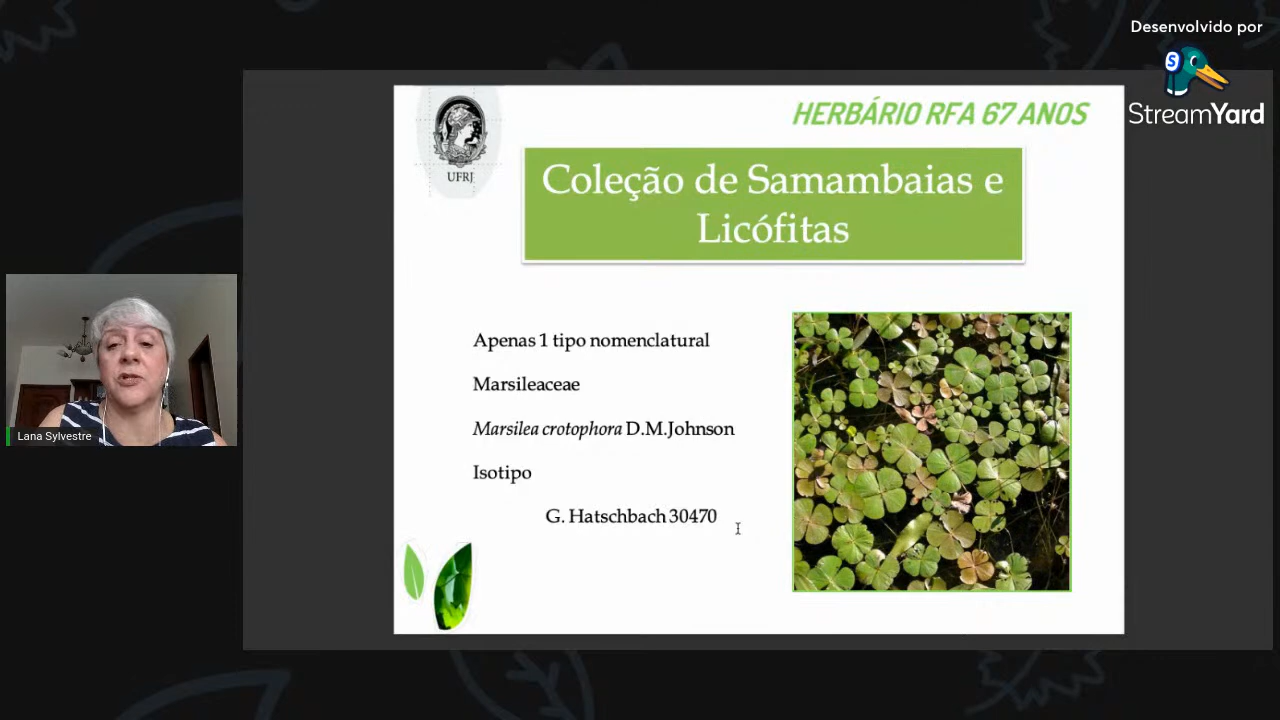 Desenvolvido por
StreamYard
HERBÁRIO RFA 67 ANOS
UFRJ
Coleção de Samambaias e
Licófitas
Apenas 1 tipo nomenclatural
Marsileaceae
Marsilea crotophora D.M.Johnson
Isotipo
G. Hatschbach 30470
Lana Sylvestre